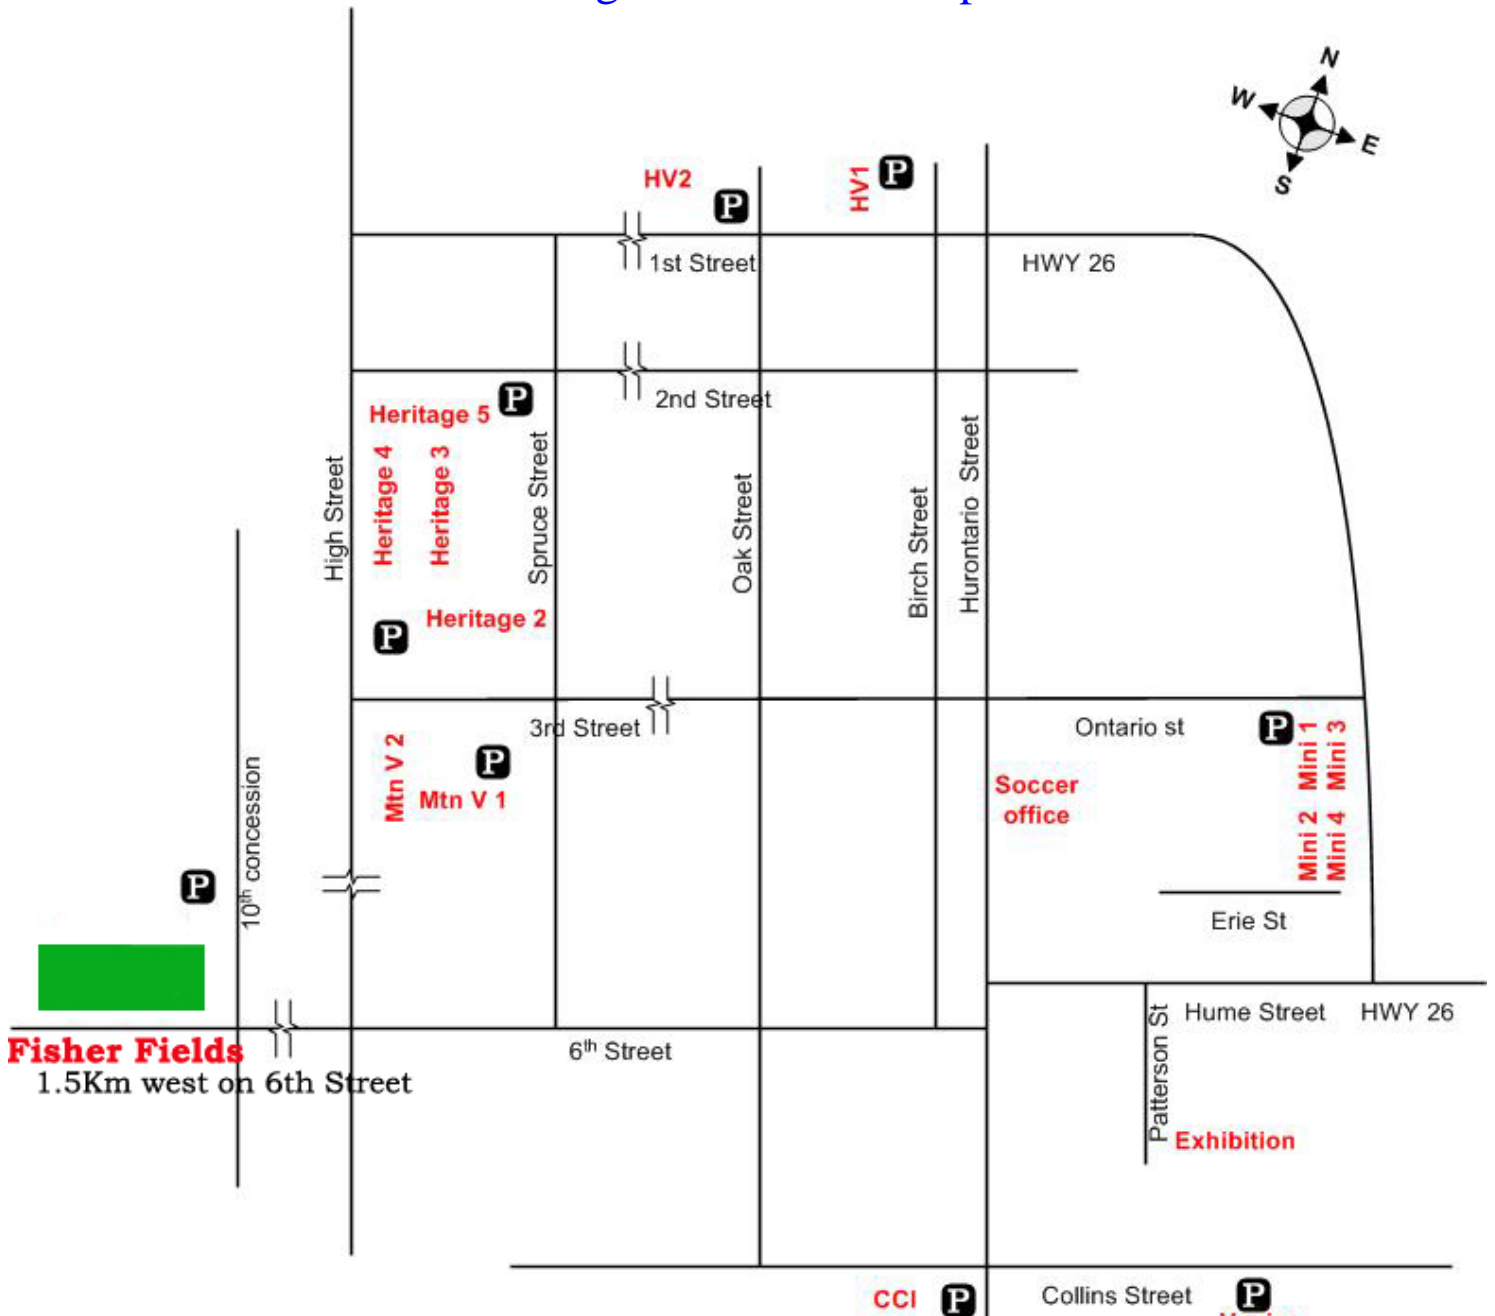 N
W
E
S
HV2
P
HV1
P
1st Street
HWY 26
2nd Street
Heritage 5
P
Heritage 4
Heritage 3
High Street
Spruce Street
Oak Street
Birch Street
Hurontario Street
Heritage 2
P
3rd Street
Ontario st
P
Mini 1
Mini 3
Mini 2
Mini 4
Mtn V 2
Mtn V 1
P
Soccer
office
10th concession
P
Erie St
Fisher Fields
1.5Km west on 6th Street
6th Street
Hume Street
HWY 26
Patterson St
Exhibition
CCI
P
Collins Street
P